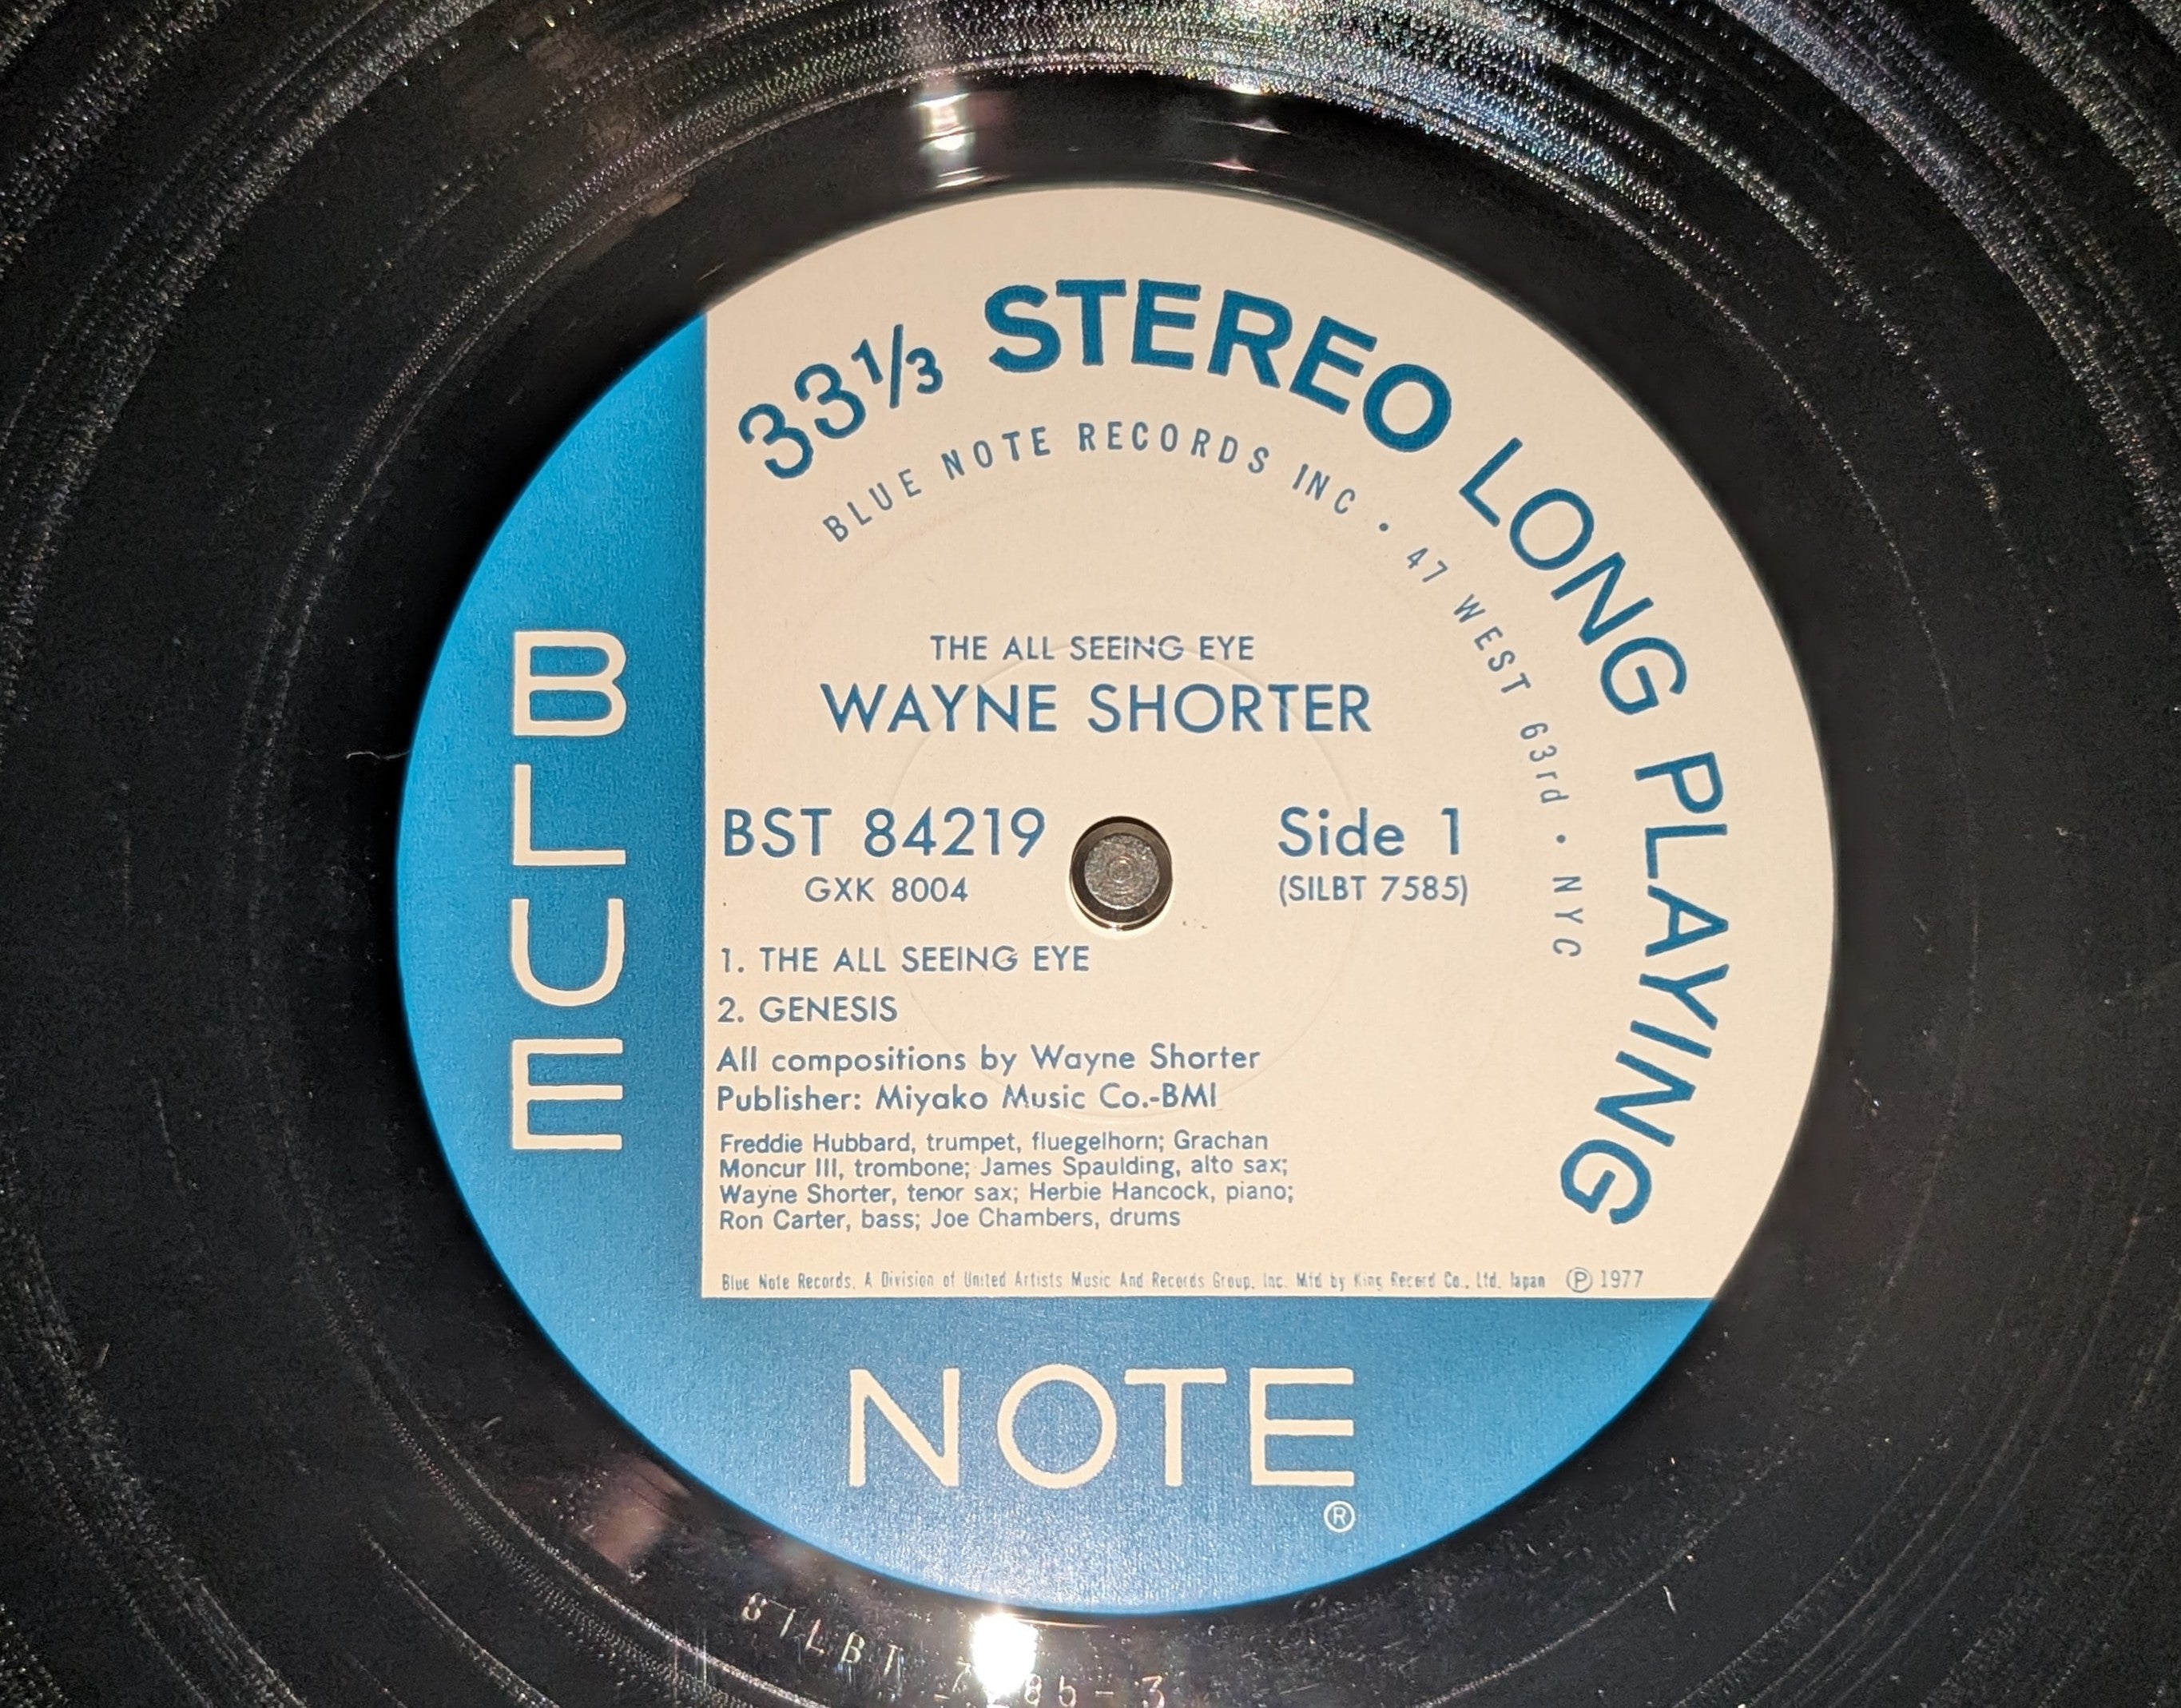 33 1/3 STEREO LONG PLAYING
BLUE NOTE RECORDS INC • 47 WEST 63rd • NYC
THE ALL SEEING EYE
WAYNE SHORTER
BST 84219
GXK 8004
Side 1
(SILBT 7585)
1. THE ALL SEEING EYE
2. GENESIS
All compositions by Wayne Shorter
Publisher: Miyako Music Co.-BMI
Freddie Hubbard, trumpet, fluegelhorn; Grachan
Moncur III, trombone; James Spaulding, alto sax;
Wayne Shorter, tenor sax; Herbie Hancock, piano;
Ron Carter, bass; Joe Chambers, drums
Blue Note Records. A Division of United Artists Music And Records Group, Inc. Mfd by King Record Co., Ltd. Japan ℗ 1977
BLUE
NOTE
®